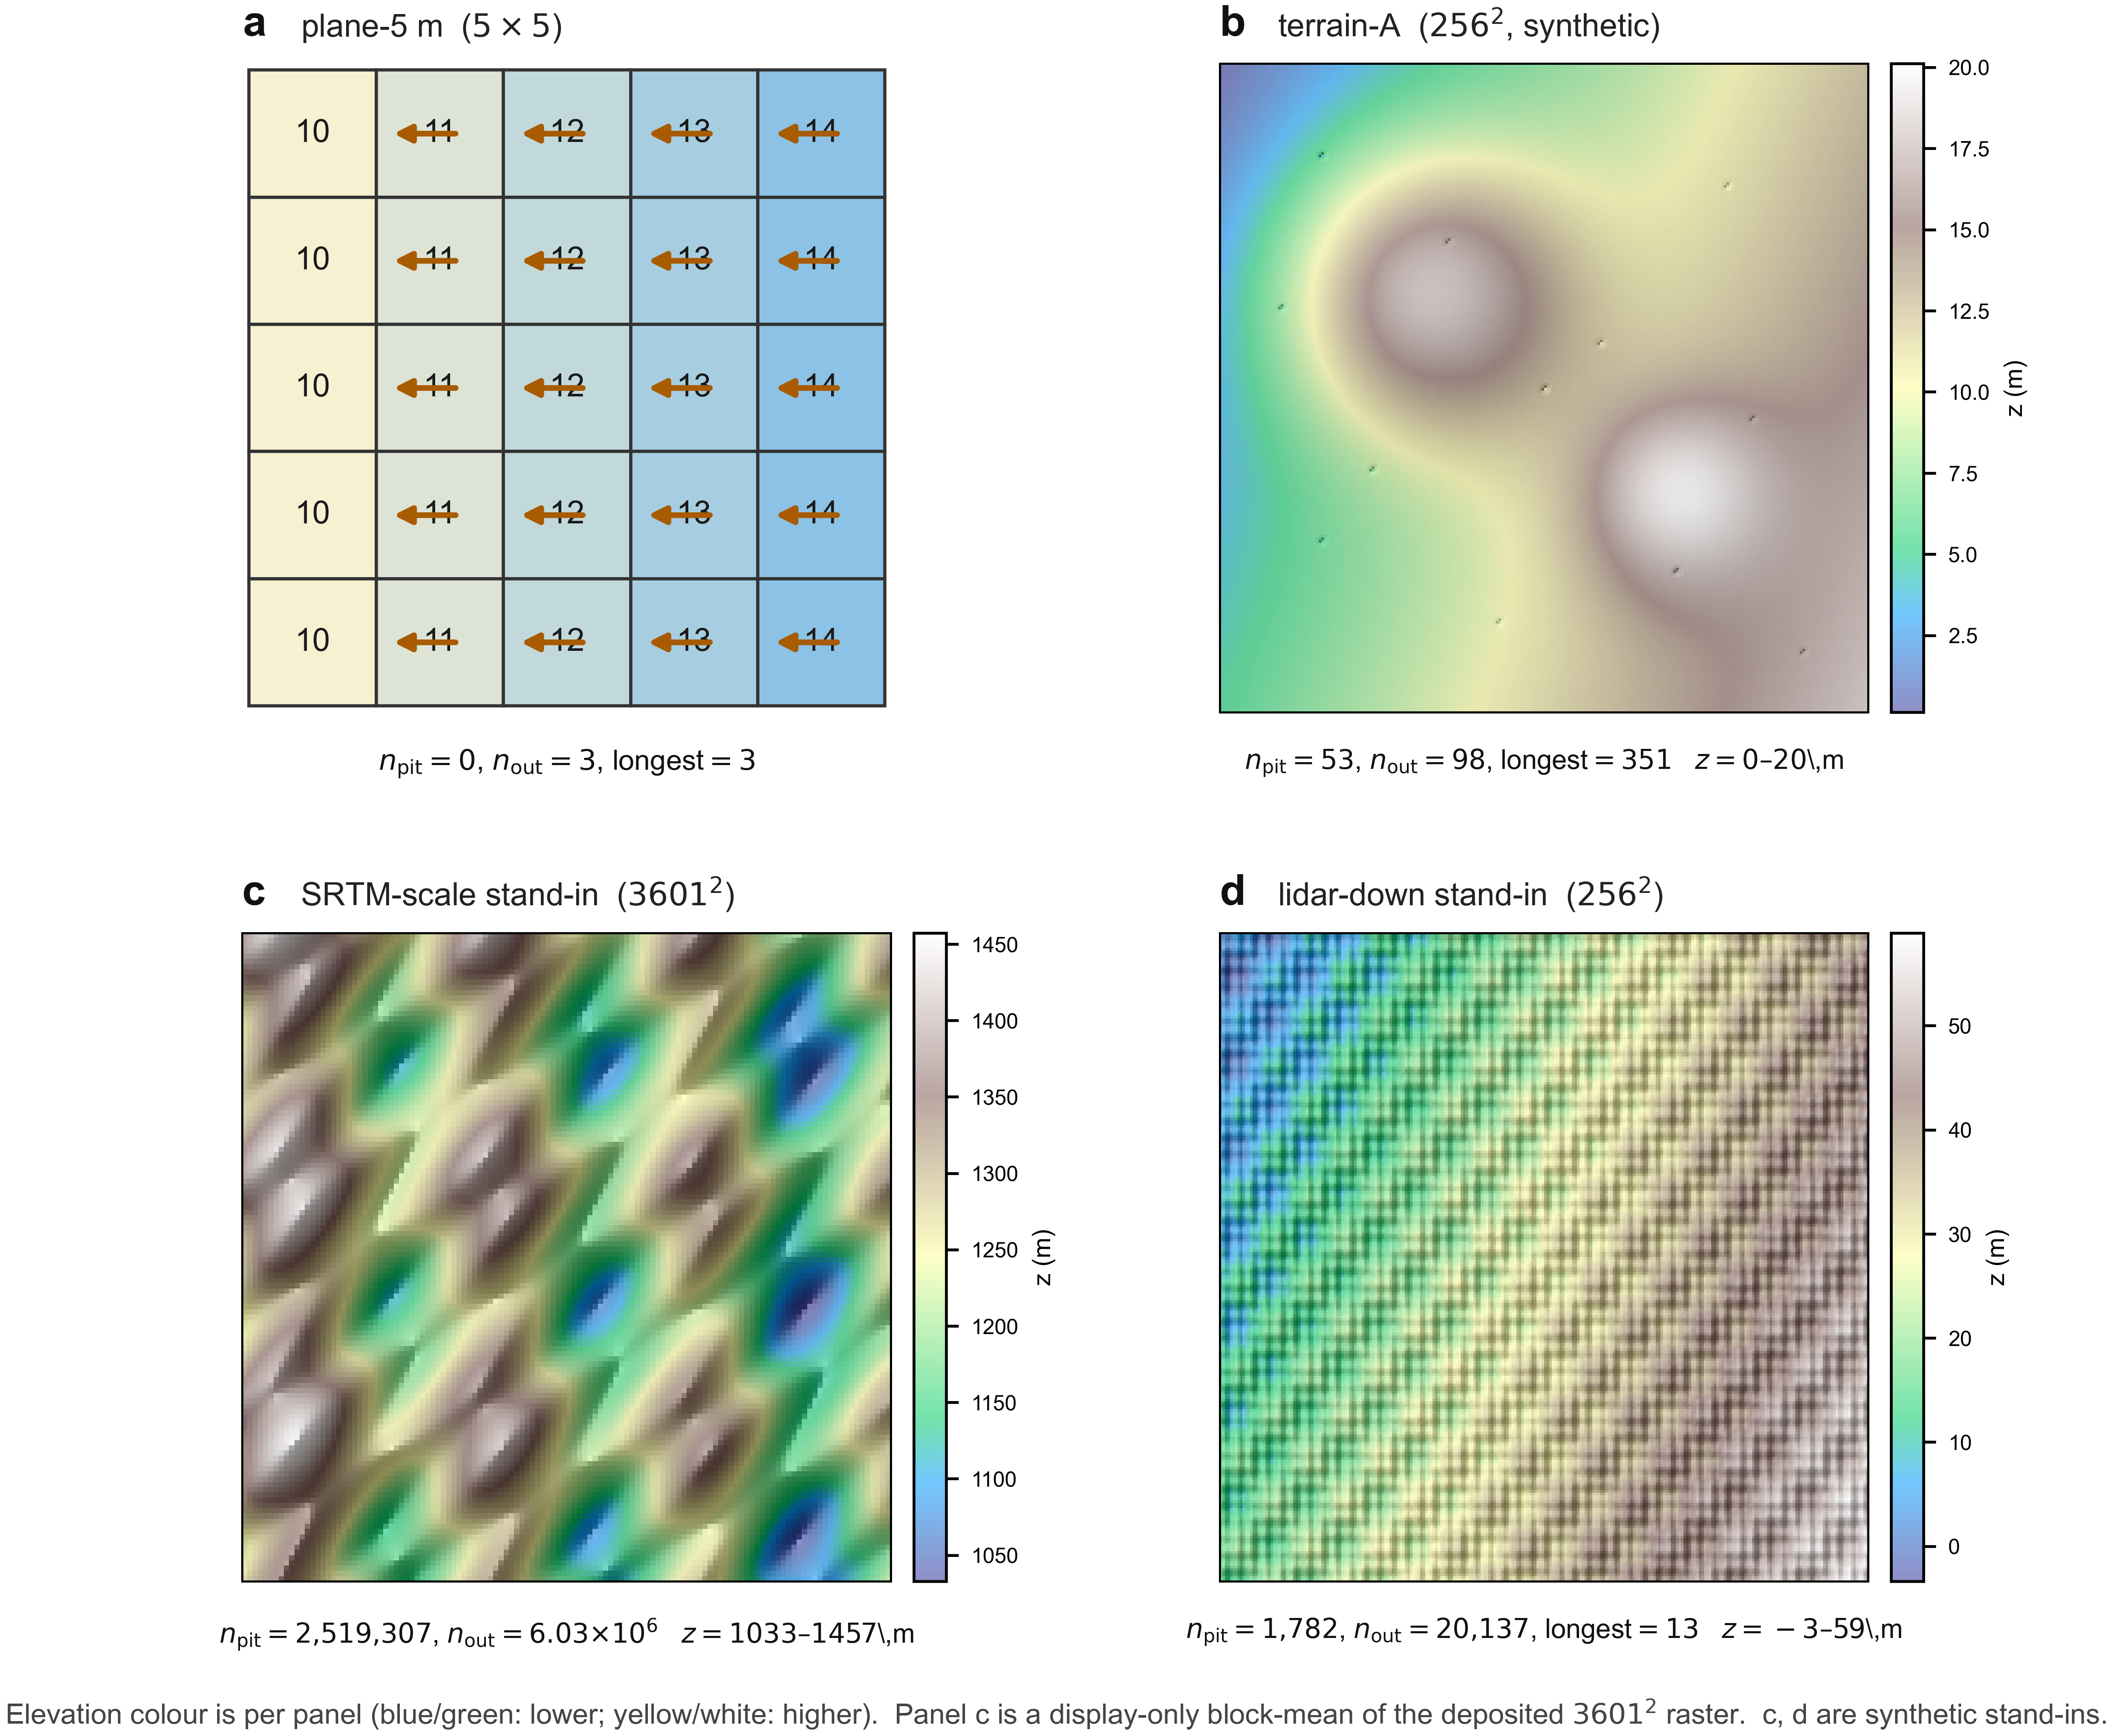 a plane-5 m (5 × 5)
10 11 12 13 14
10 11 12 13 14
10 11 12 13 14
10 11 12 13 14
10 11 12 13 14
n_pit = 0, n_out = 3, longest = 3
b terrain-A (256², synthetic)
20.0
17.5
15.0
12.5
10.0
7.5
5.0
2.5
z (m)
n_pit = 53, n_out = 98, longest = 351 z = 0–20\,m
c SRTM-scale stand-in (3601²)
1450
1400
1350
1300
1250
1200
1150
1100
1050
z (m)
n_pit = 2,519,307, n_out = 6.03×10⁶ z = 1033–1457\,m
d lidar-down stand-in (256²)
50
40
30
20
10
0
z (m)
n_pit = 1,782, n_out = 20,137, longest = 13 z = − 3–59\,m
Elevation colour is per panel (blue/green: lower; yellow/white: higher). Panel c is a display-only block-mean of the deposited 3601² raster. c, d are synthetic stand-ins.